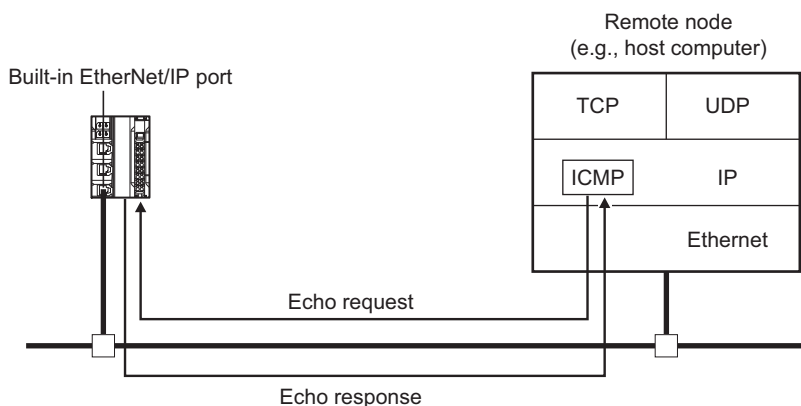 Remote node
(e.g., host computer)
Built-in EtherNet/IP port
TCP
UDP
ICMP
IP
Ethernet
Echo request
Echo response